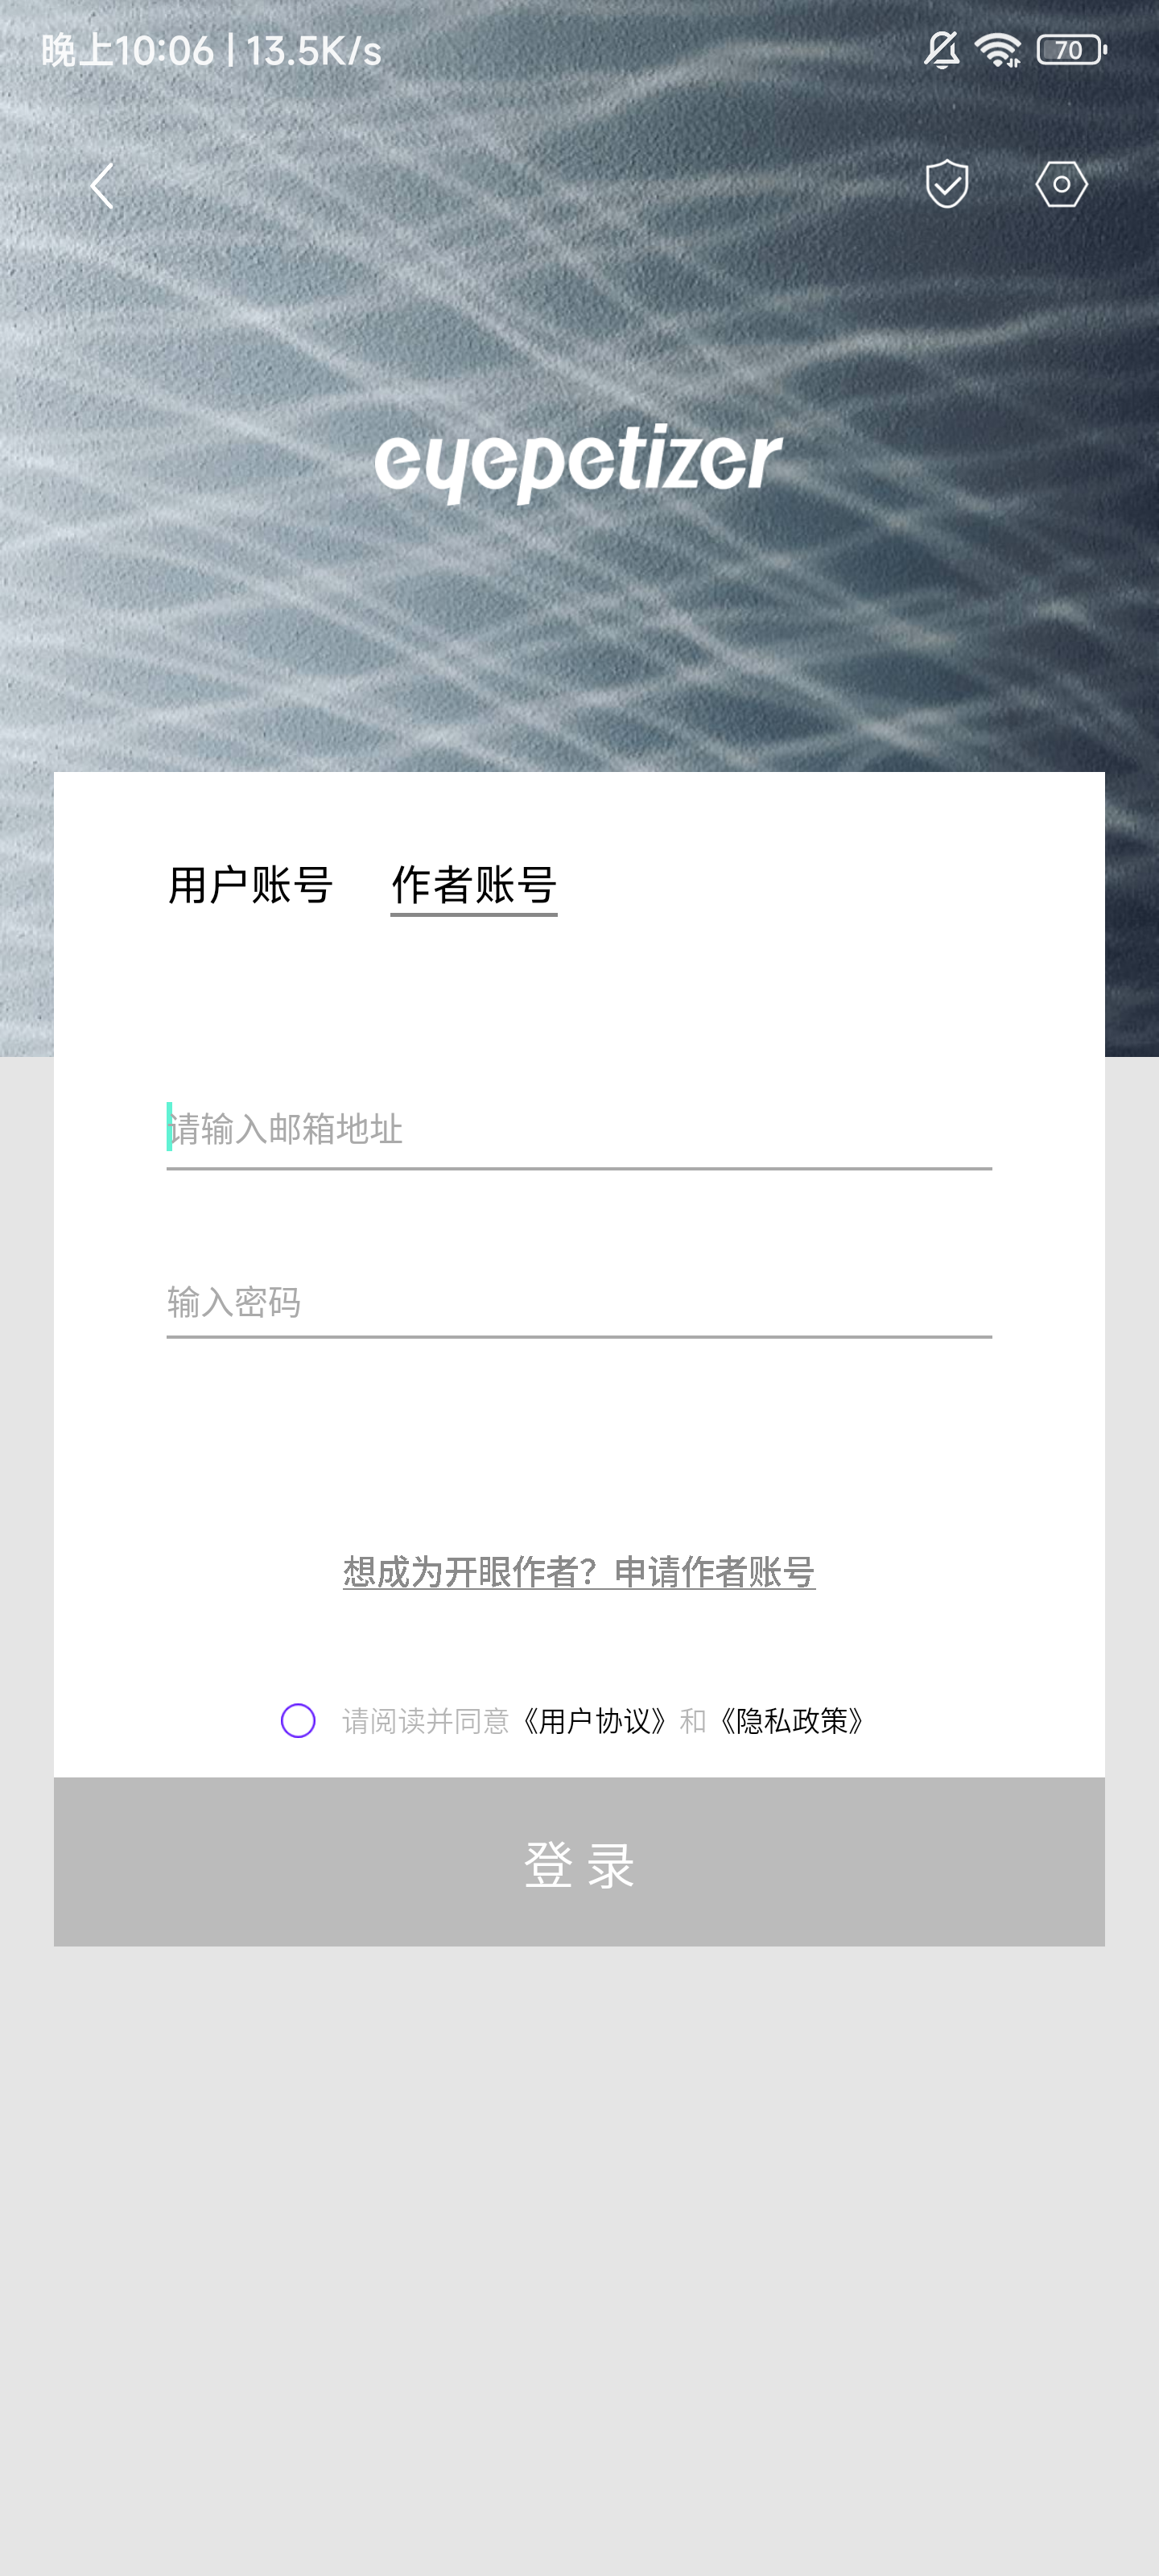 晚上10:06 | 13.5K/s
70
eyepetizer
用户账号 作者账号
请输入邮箱地址
输入密码
想成为开眼作者？申请作者账号
请阅读并同意《用户协议》和《隐私政策》
登录